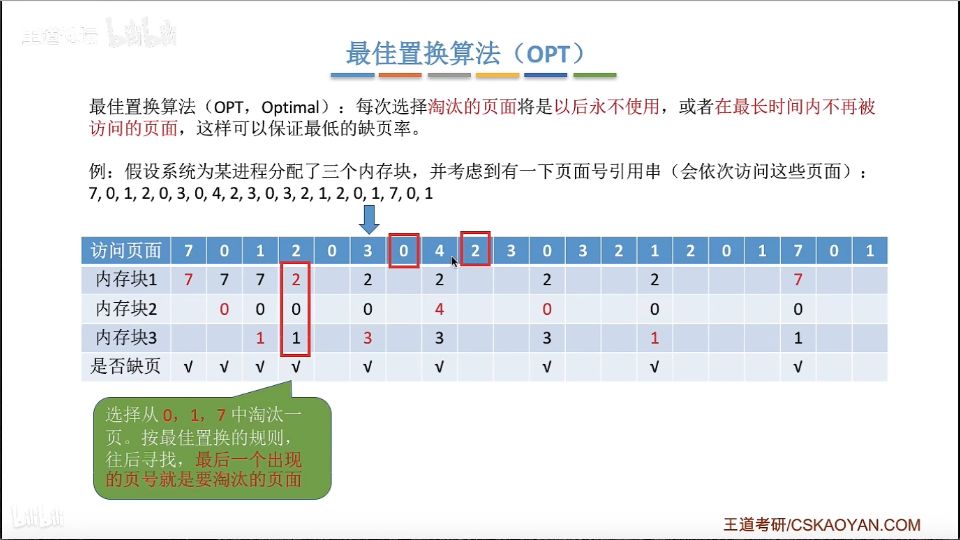 王道考研 bilibili
最佳置换算法（OPT）
最佳置换算法（OPT，Optimal）：每次选择淘汰的页面将是以后永不使用，或者在最长时间内不再被
访问的页面，这样可以保证最低的缺页率。
例：假设系统为某进程分配了三个内存块，并考虑到有一下页面号引用串（会依次访问这些页面）：
7, 0, 1, 2, 0, 3, 0, 4, 2, 3, 0, 3, 2, 1, 2, 0, 1, 7, 0, 1
访问页面 7 0 1 2 0 3 0 4 2 3 0 3 2 1 2 0 1 7 0 1
内存块1 7 7 7 2 2 2 2 2 7
内存块2 0 0 0 0 4 0 0 0
内存块3 1 1 3 3 3 1 1
是否缺页 √ √ √ √ √ √ √ √ √
选择从 0，1，7 中淘汰一
页。按最佳置换的规则，
往后寻找，最后一个出现
的页号就是要淘汰的页面
bilibili
王道考研/CSKAOYAN.COM